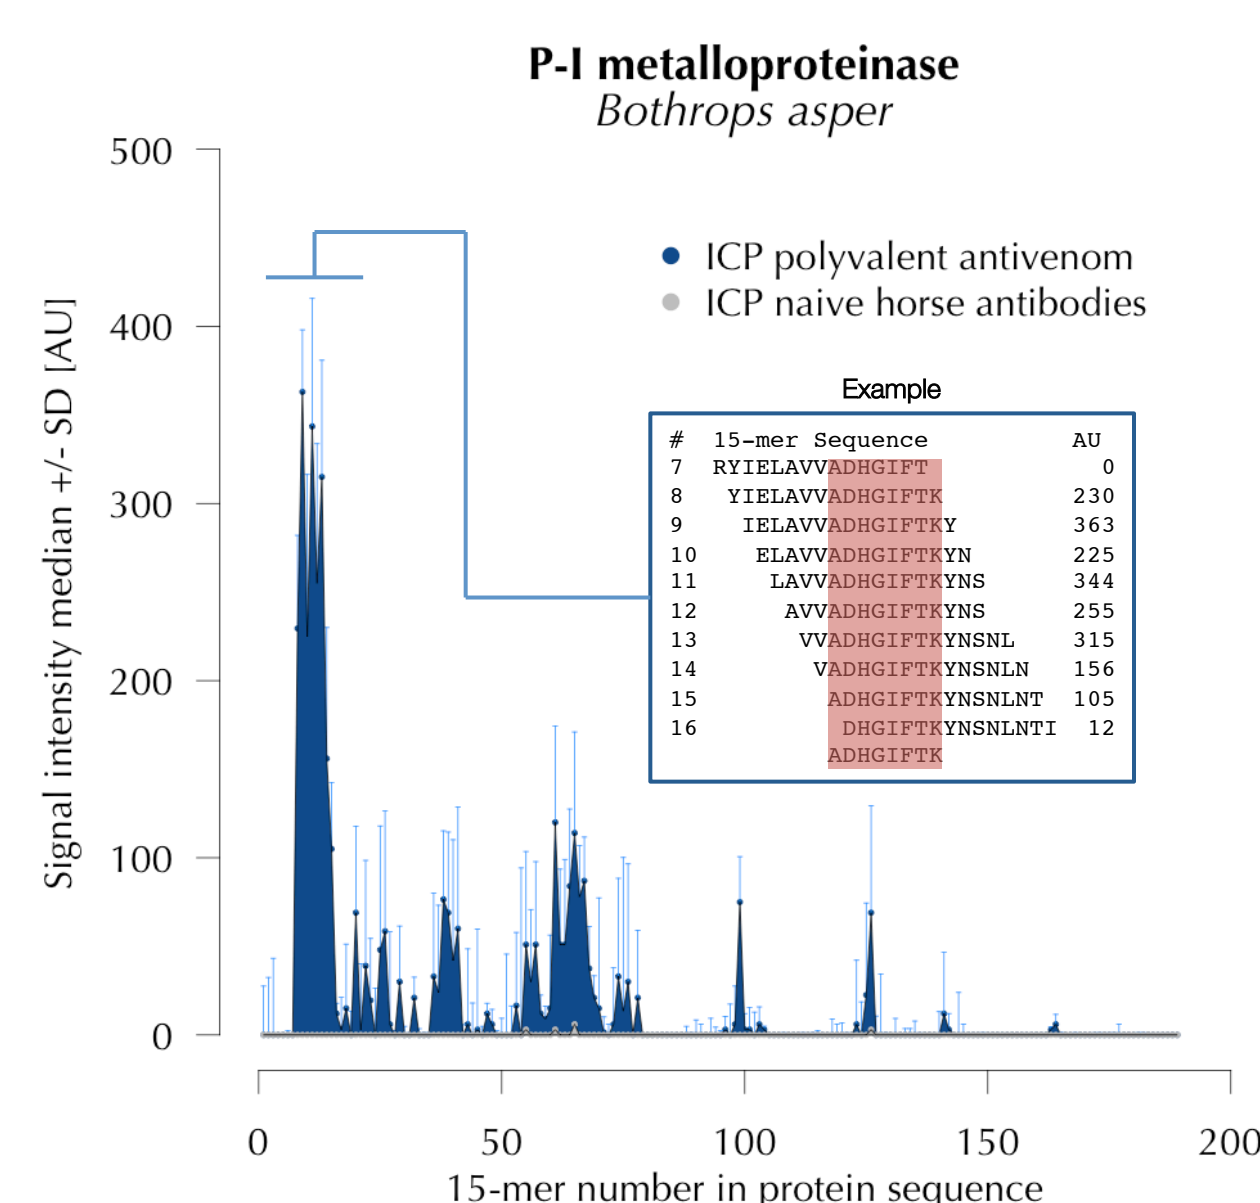 P-I metalloproteinase
Bothrops asper
500
400
300
200
100
0
Signal intensity median +/- SD [AU]
ICP polyvalent antivenom
ICP naive horse antibodies
Example
# 15-mer Sequence AU
7 RYIELAVVADHGIFT 0
8 YIELAVVADHGIFTK 230
9 IELAVVADHGIFTKY 363
10 ELAVVADHGIFTKYN 225
11 LAVVADHGIFTKYNS 344
12 AVVADHGIFTKYNS 255
13 VVADHGIFTKYNSNL 315
14 VADHGIFTKYNSNLN 156
15 ADHGIFTKYNSNLNT 105
16 DHGIFTKYNSNLNTI 12
ADHGIFTK
0 50 100 150 200
15-mer number in protein sequence